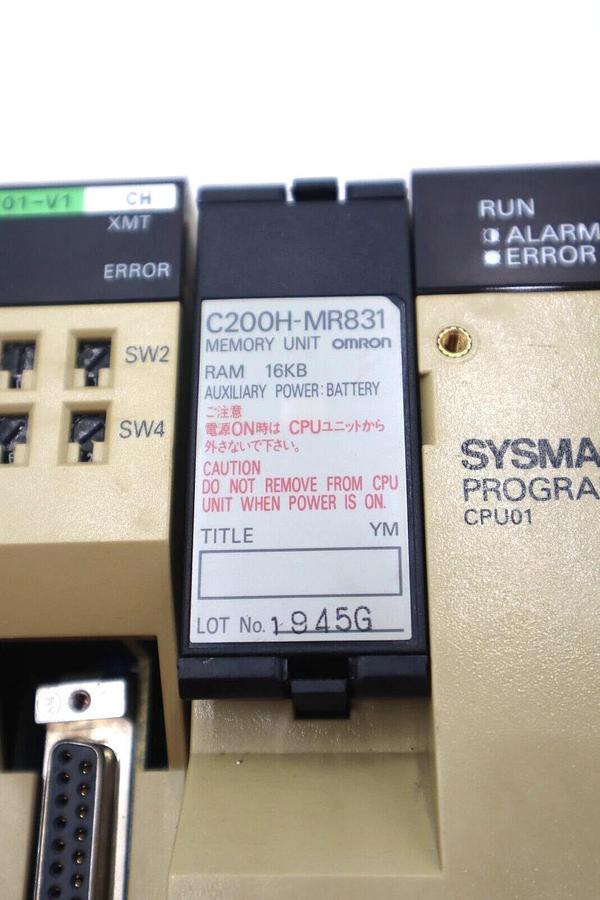 01-V1 CH
XMT
ERROR
SW2
SW4
C200H-MR831
MEMORY UNIT omron
RAM 16KB
AUXILIARY POWER: BATTERY
ご注意
電源ON時は CPUユニットから
外さないで下さい。
CAUTION
DO NOT REMOVE FROM CPU
UNIT WHEN POWER IS ON.
TITLE YM
LOT No. 1945G
RUN
ALARM
ERROR
SYSMA
PROGRA
CPU01